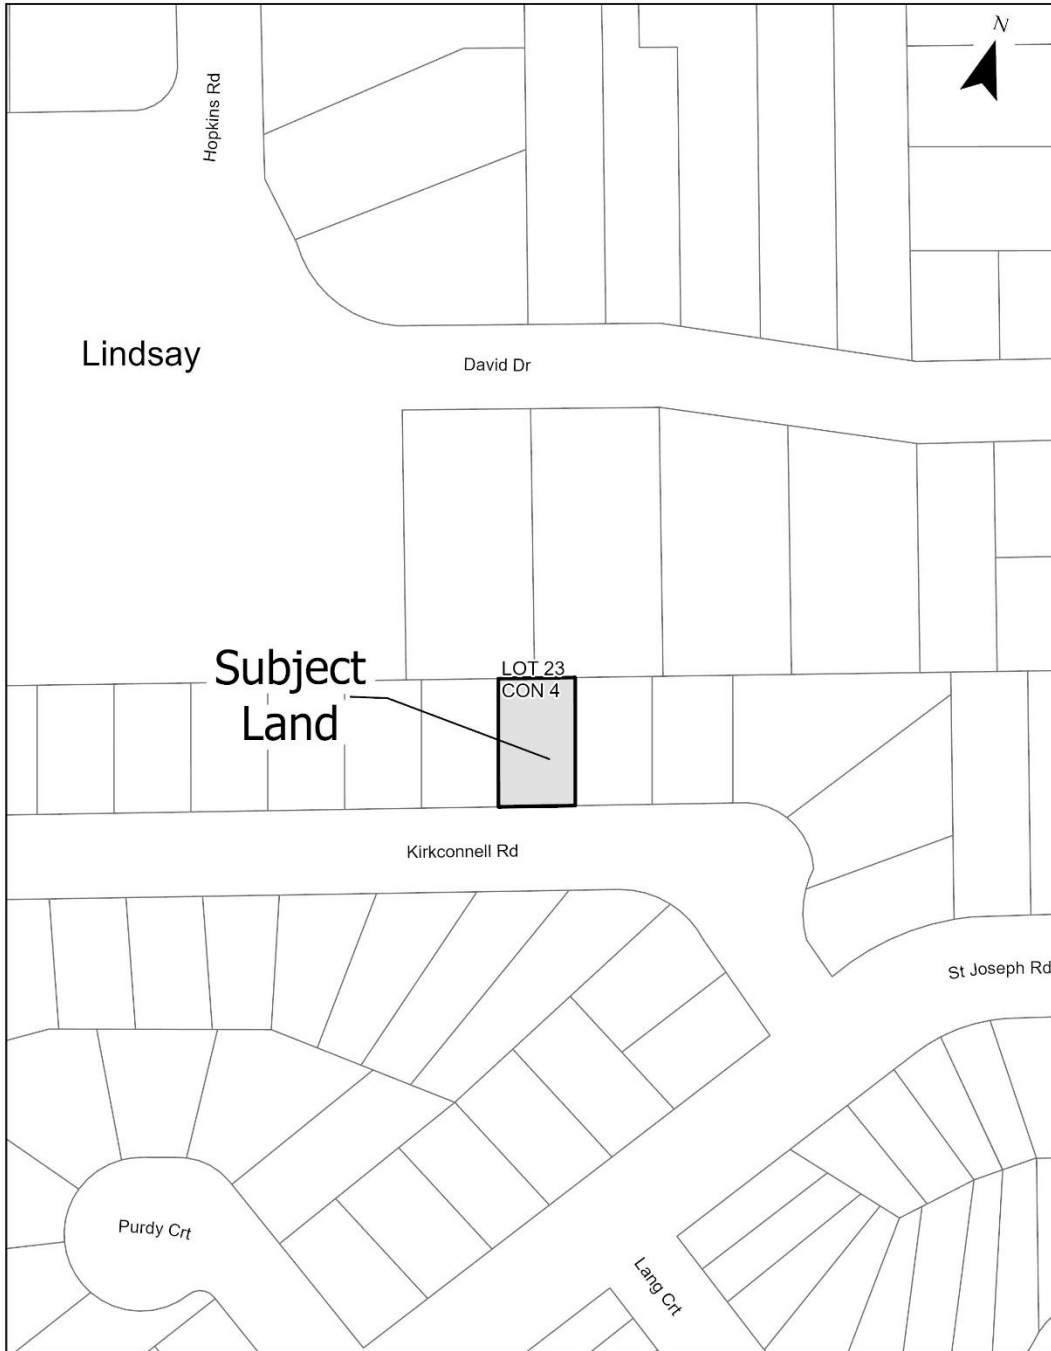 N
Hopkins Rd
Lindsay
David Dr
Subject
Land
LOT 23
CON 4
Kirkconnell Rd
St Joseph Rd
Purdy Crt
Lang Crt